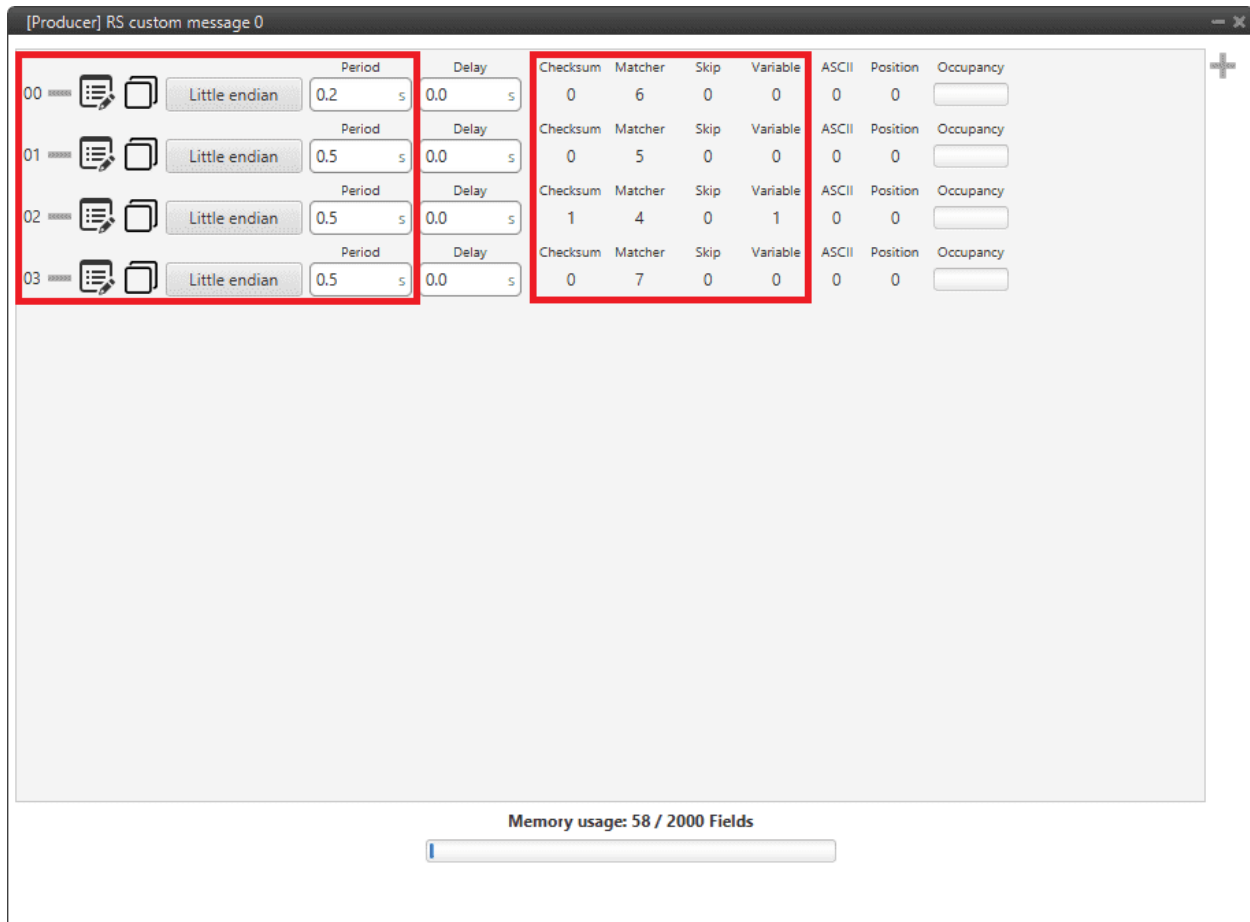 [Producer] RS custom message 0
Period Delay Checksum Matcher Skip Variable ASCII Position Occupancy
00 Little endian 0.2 s 0.0 s 0 6 0 0 0 0
Period Delay Checksum Matcher Skip Variable ASCII Position Occupancy
01 Little endian 0.5 s 0.0 s 0 5 0 0 0 0
Period Delay Checksum Matcher Skip Variable ASCII Position Occupancy
02 Little endian 0.5 s 0.0 s 1 4 0 1 0 0
Period Delay Checksum Matcher Skip Variable ASCII Position Occupancy
03 Little endian 0.5 s 0.0 s 0 7 0 0 0 0
Memory usage: 58 / 2000 Fields